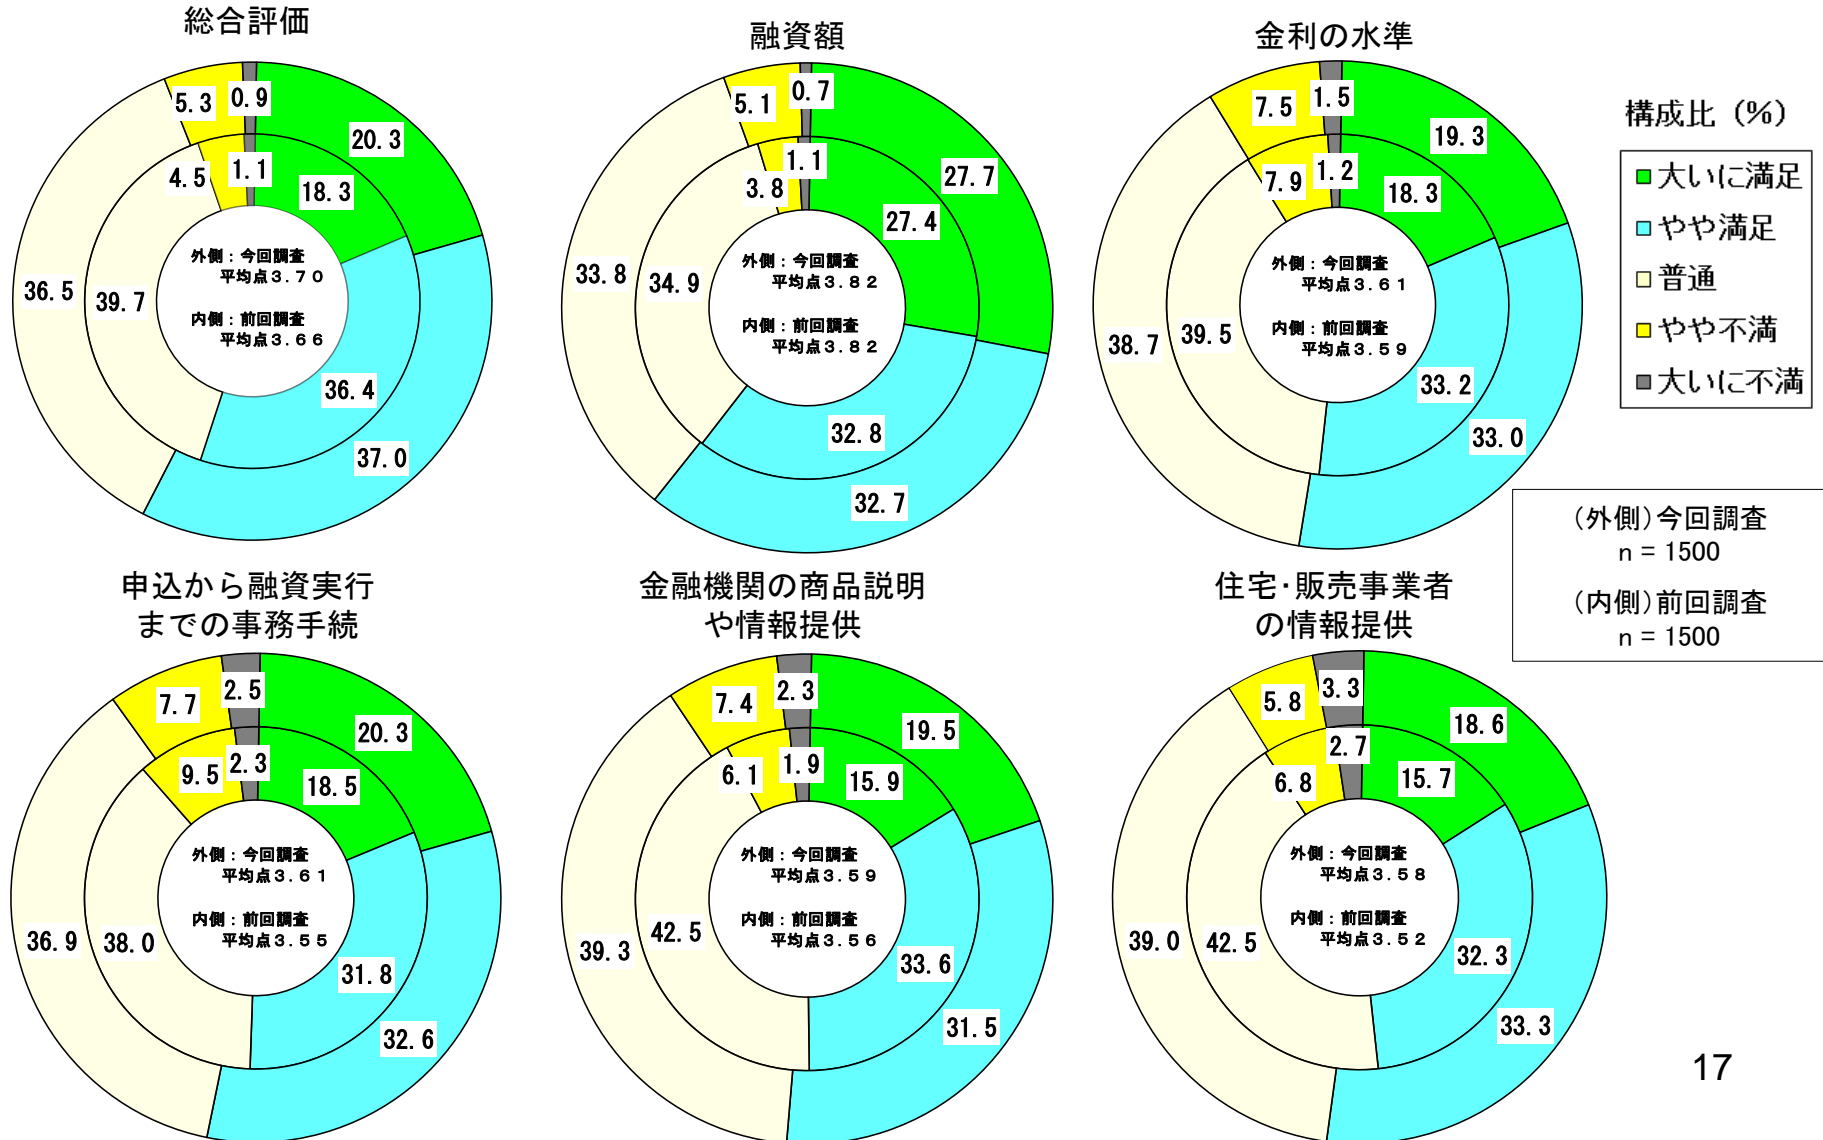 総合評価
5.3
0.9
20.3
4.5
1.1
18.3
外側：今回調査
平均点３.７０
内側：前回調査
平均点３.６６
36.5
39.7
36.4
37.0
融資額
5.1
0.7
27.7
3.8
1.1
27.4
外側：今回調査
平均点３.８２
内側：前回調査
平均点３.８２
33.8
34.9
32.8
32.7
金利の水準
7.5
1.5
19.3
7.9
1.2
18.3
外側：今回調査
平均点３.６１
内側：前回調査
平均点３.５９
38.7
39.5
33.2
33.0
構成比（%）
大いに満足
やや満足
普通
やや不満
大いに不満
（外側）今回調査
n = 1500
（内側）前回調査
n = 1500
申込から融資実行
までの事務手続
7.7
2.5
20.3
9.5
2.3
18.5
外側：今回調査
平均点３.６１
内側：前回調査
平均点３.５５
36.9
38.0
31.8
32.6
金融機関の商品説明
や情報提供
7.4
2.3
19.5
6.1
1.9
15.9
外側：今回調査
平均点３.５９
内側：前回調査
平均点３.５６
39.3
42.5
33.6
31.5
住宅･販売事業者
の情報提供
5.8
3.3
18.6
6.8
2.7
15.7
外側：今回調査
平均点３.５８
内側：前回調査
平均点３.５２
39.0
42.5
32.3
33.3
17